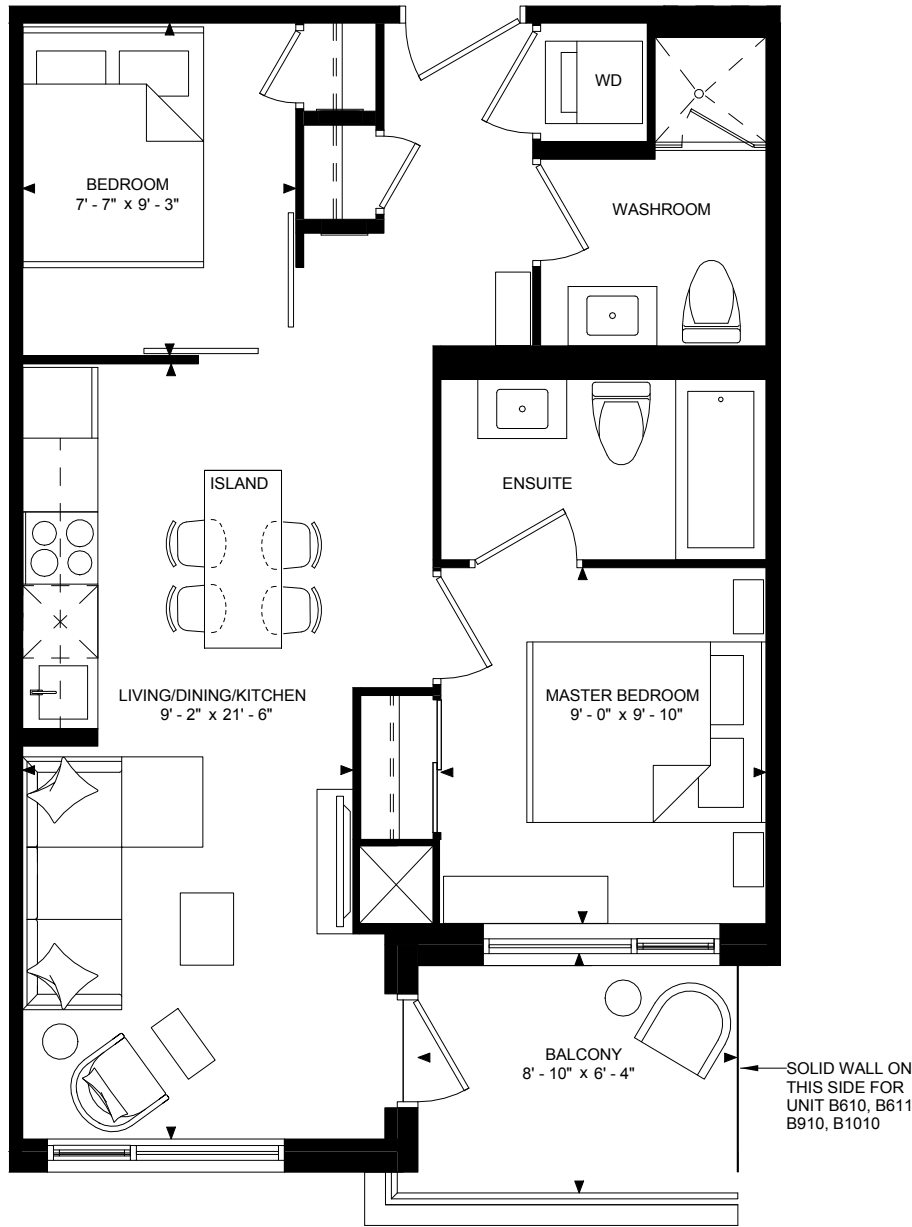 WD
BEDROOM
7' - 7" x 9' - 3"
WASHROOM
ISLAND
ENSUITE
LIVING/DINING/KITCHEN
9' - 2" x 21' - 6"
MASTER BEDROOM
9' - 0" x 9' - 10"
BALCONY
8' - 10" x 6' - 4"
SOLID WALL ON
THIS SIDE FOR
UNIT B610, B611
B910, B1010